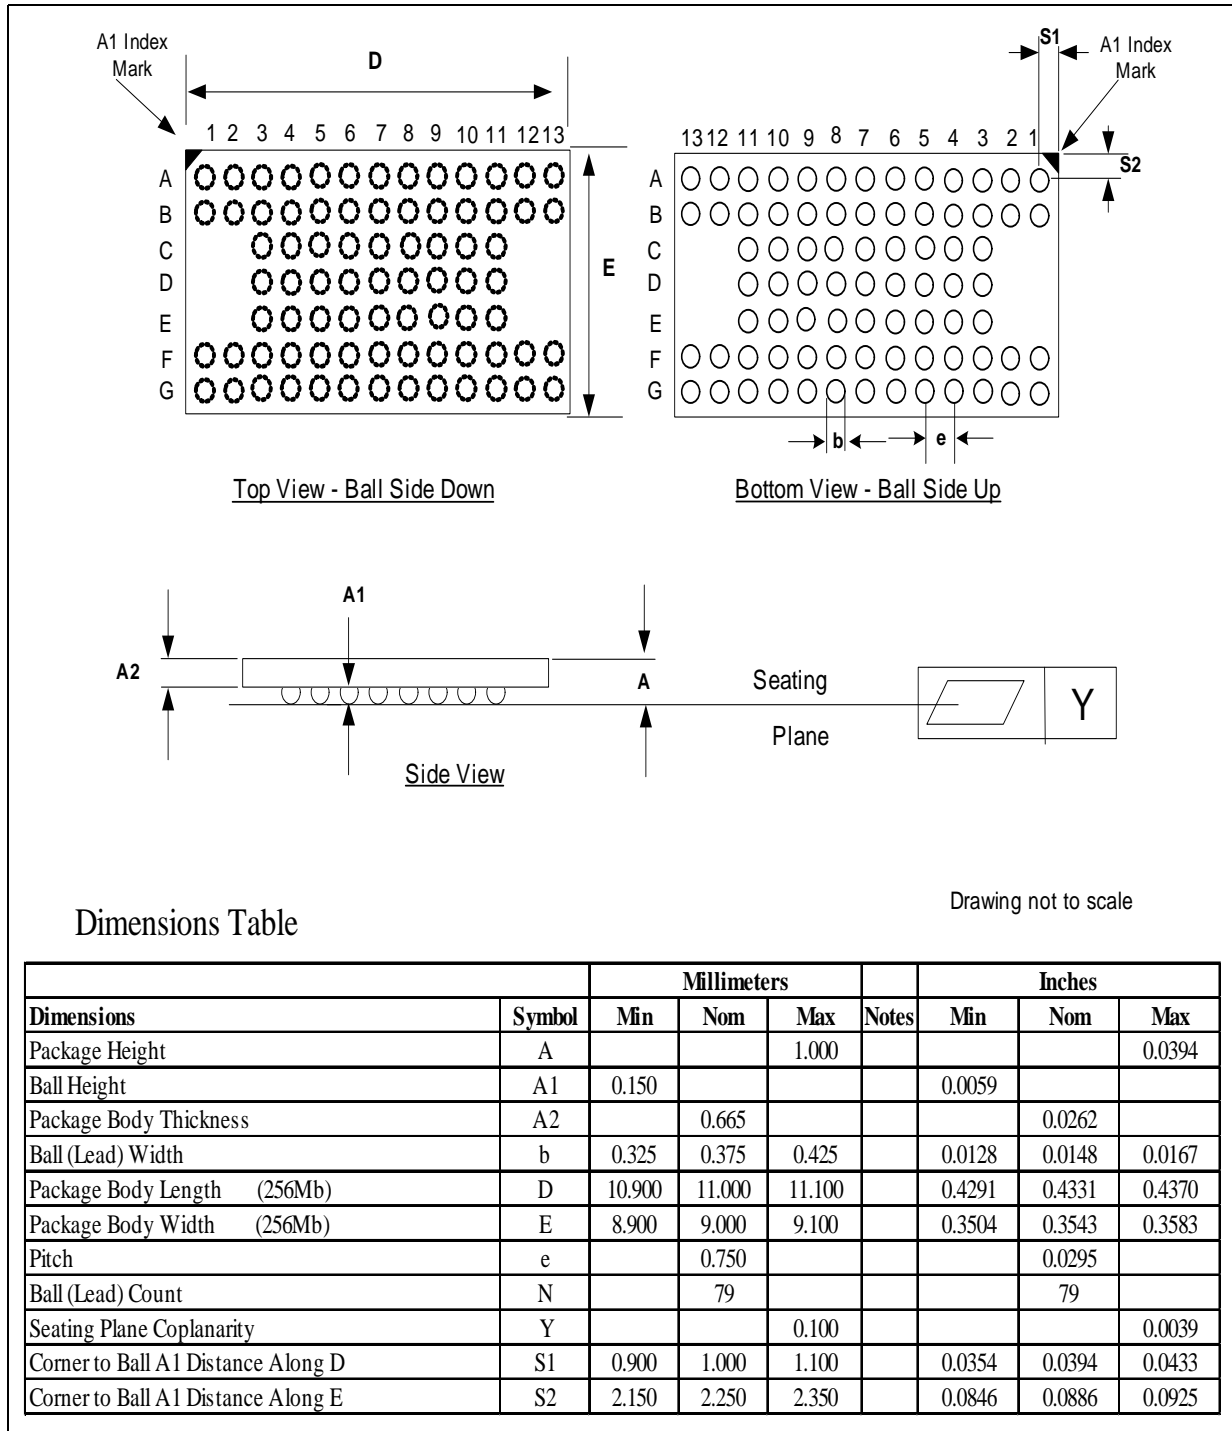 A1 Index
Mark
D
S1
A1 Index
Mark
1 2 3 4 5 6 7 8 9 10 11 12 13
13 12 11 10 9 8 7 6 5 4 3 2 1
S2
A
B
C
D
E
F
G
E
A
B
C
D
E
F
G
b
e
Top View - Ball Side Down
Bottom View - Ball Side Up
A1
A2
A
Seating
Plane
Y
Side View
Drawing not to scale
Dimensions Table
Millimeters Inches
Dimensions Symbol Min Nom Max Notes Min Nom Max
Package Height A 1.000 0.0394
Ball Height A1 0.150 0.0059
Package Body Thickness A2 0.665 0.0262
Ball (Lead) Width b 0.325 0.375 0.425 0.0128 0.0148 0.0167
Package Body Length (256Mb) D 10.900 11.000 11.100 0.4291 0.4331 0.4370
Package Body Width (256Mb) E 8.900 9.000 9.100 0.3504 0.3543 0.3583
Pitch e 0.750 0.0295
Ball (Lead) Count N 79 79
Seating Plane Coplanarity Y 0.100 0.0039
Corner to Ball A1 Distance Along D S1 0.900 1.000 1.100 0.0354 0.0394 0.0433
Corner to Ball A1 Distance Along E S2 2.150 2.250 2.350 0.0846 0.0886 0.0925